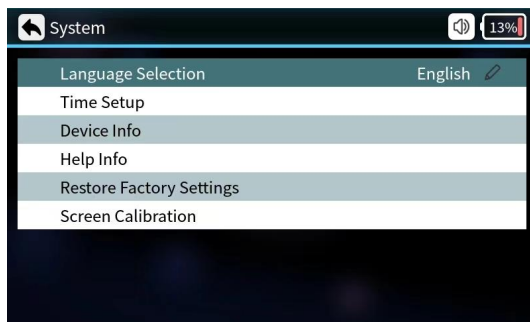 System
13%
Language Selection English
Time Setup
Device Info
Help Info
Restore Factory Settings
Screen Calibration